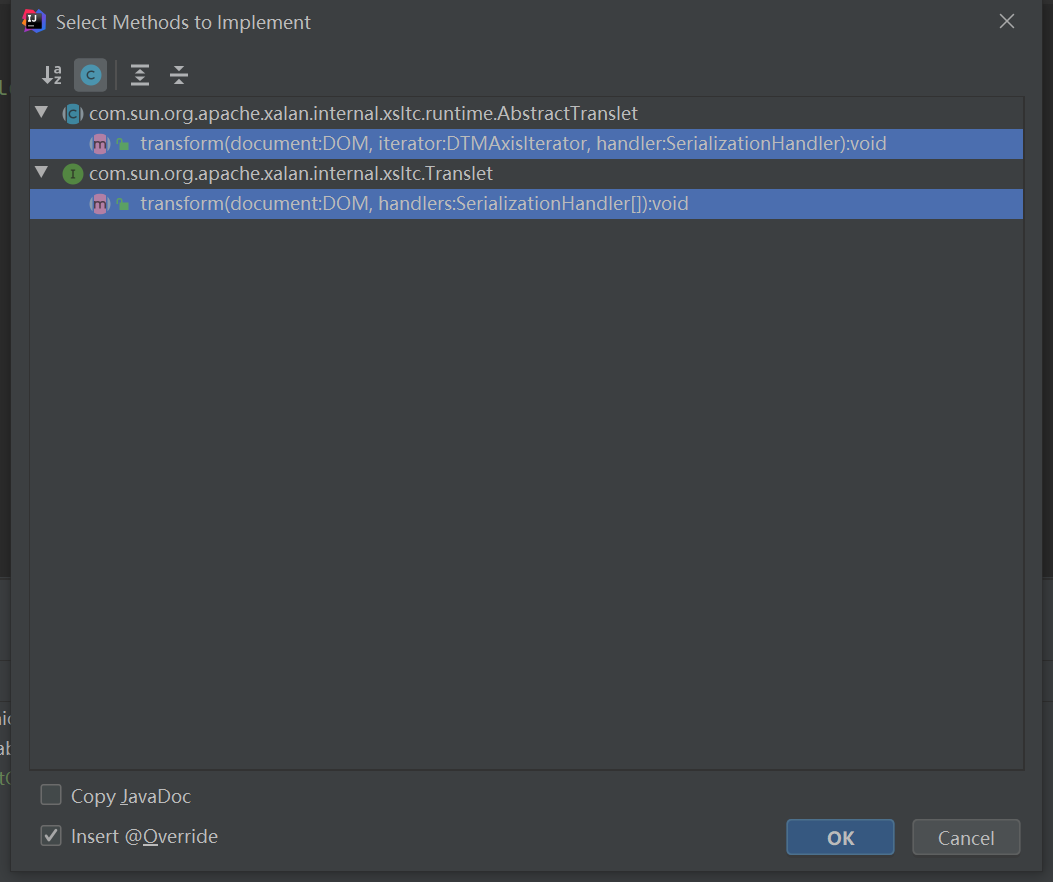 Select Methods to Implement
com.sun.org.apache.xalan.internal.xsltc.runtime.AbstractTranslet
transform(document:DOM, iterator:DTMAxisIterator, handler:SerializationHandler):void
com.sun.org.apache.xalan.internal.xsltc.Translet
transform(document:DOM, handlers:SerializationHandler[]):void
Copy JavaDoc
Insert @Override
OK
Cancel